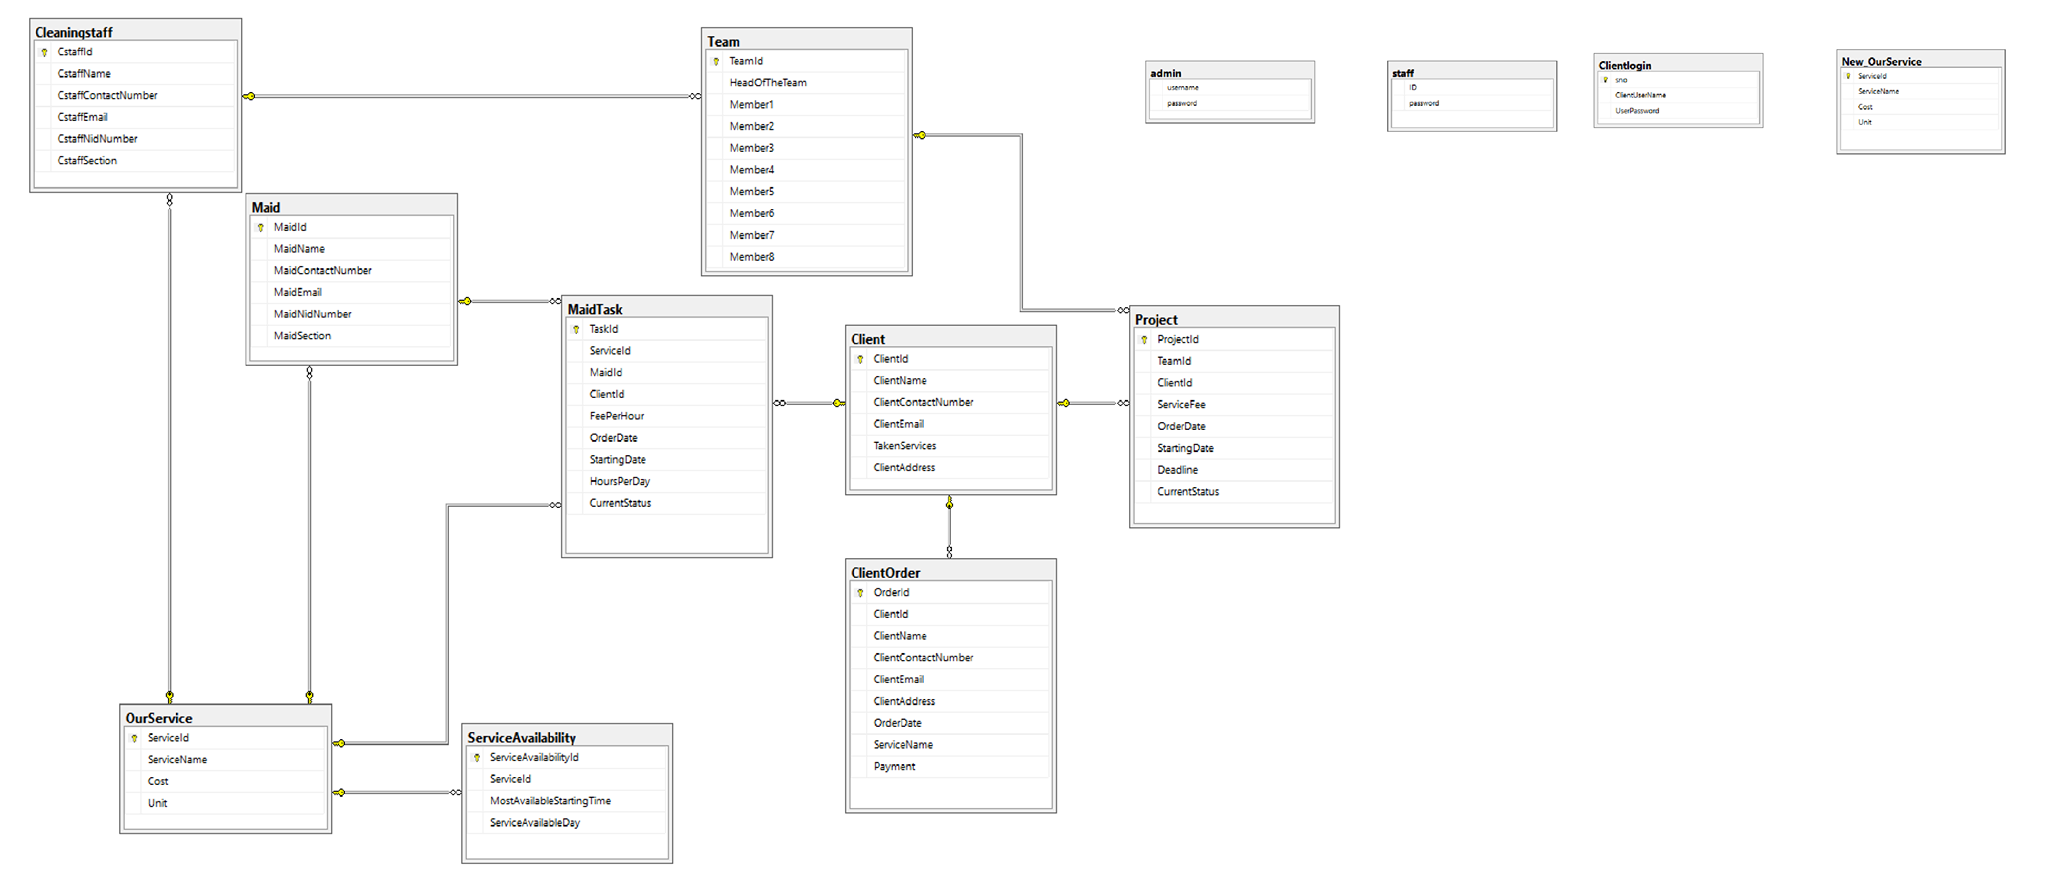 Cleaningstaff
CstaffId
CstaffName
CstaffContactNumber
CstaffEmail
CstaffNidNumber
CstaffSection
Team
TeamId
HeadOfTheTeam
Member1
Member2
Member3
Member4
Member5
Member6
Member7
Member8
admin
username
password
staff
ID
password
Clientlogin
sno
ClientUserName
UserPassword
New_OurService
ServiceId
ServiceName
Cost
Unit
Maid
MaidId
MaidName
MaidContactNumber
MaidEmail
MaidNidNumber
MaidSection
MaidTask
TaskId
ServiceId
MaidId
ClientId
FeePerHour
OrderDate
StartingDate
HoursPerDay
CurrentStatus
Client
ClientId
ClientName
ClientContactNumber
ClientEmail
TakenServices
ClientAddress
Project
ProjectId
TeamId
ClientId
ServiceFee
OrderDate
StartingDate
Deadline
CurrentStatus
ClientOrder
OrderId
ClientId
ClientName
ClientContactNumber
ClientEmail
ClientAddress
OrderDate
ServiceName
Payment
OurService
ServiceId
ServiceName
Cost
Unit
ServiceAvailability
ServiceAvailabilityId
ServiceId
MostAvailableStartingTime
ServiceAvailableDay